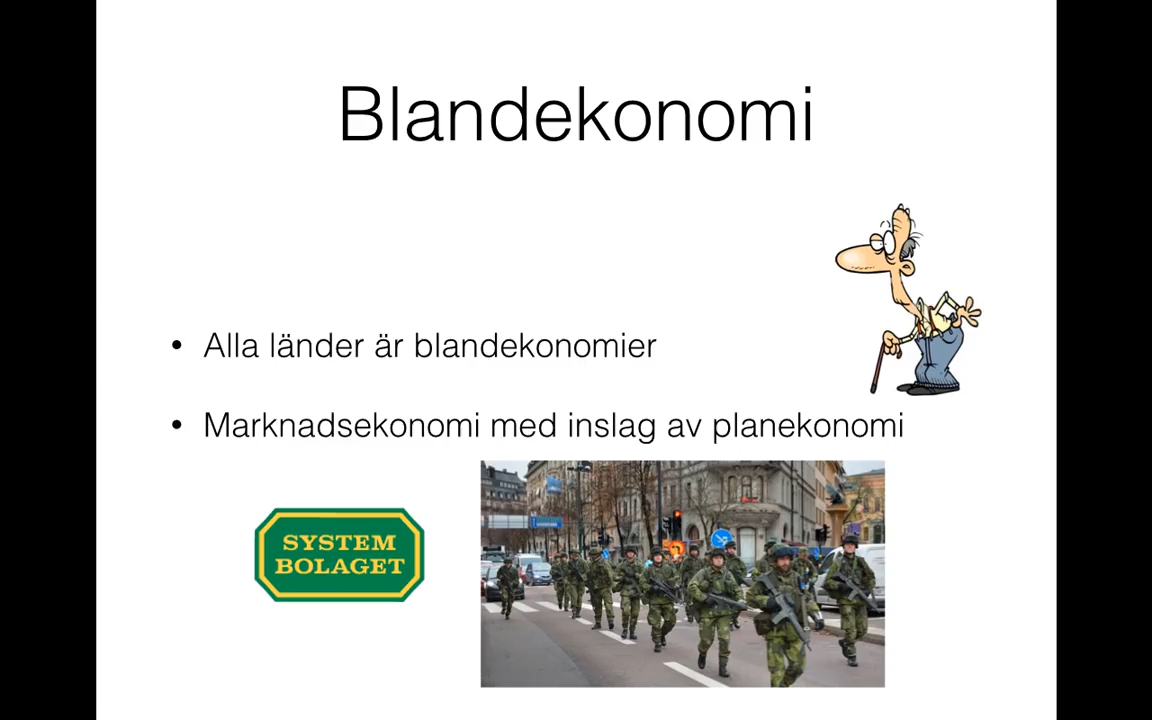 Blandekonomi
• Alla länder är blandekonomier
• Marknadsekonomi med inslag av planekonomi
SYSTEM
BOLAGET